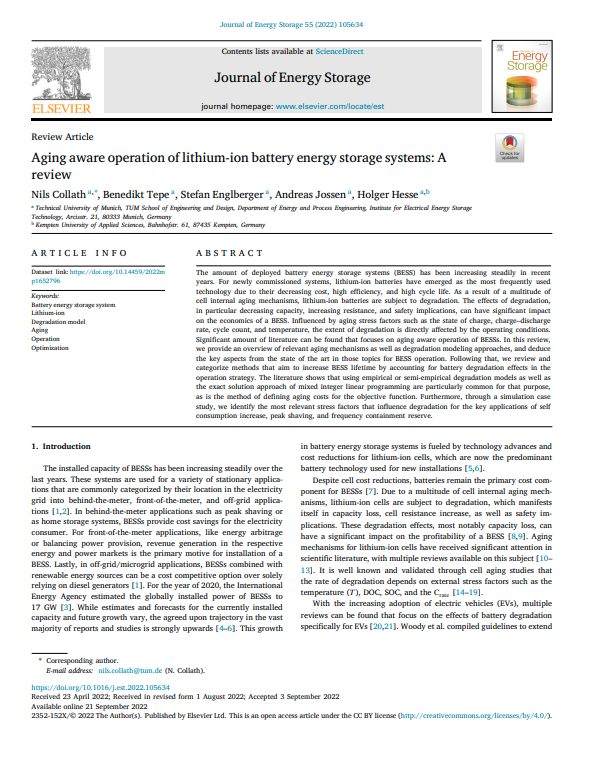 Journal of Energy Storage 55 (2022) 105634
Contents lists available at ScienceDirect
Journal of Energy Storage
journal homepage: www.elsevier.com/locate/est
ELSEVIER
Energy
Storage
Review Article
Check for
updates
Aging aware operation of lithium-ion battery energy storage systems: A
review
Nils Collath a,*, Benedikt Tepe a, Stefan Englberger a, Andreas Jossen a, Holger Hesse a,b
a Technical University of Munich, TUM School of Engineering and Design, Department of Energy and Process Engineering, Institute for Electrical Energy Storage
Technology, Arcisstr. 21, 80333 Munich, Germany
b Kempten University of Applied Sciences, Bahnhofstr. 61, 87435 Kempten, Germany
ARTICLE INFO
Dataset link: https://doi.org/10.14459/2022m
p1652796
Keywords:
Battery energy storage system
Lithium-ion
Degradation model
Aging
Operation
Optimization
ABSTRACT
The amount of deployed battery energy storage systems (BESS) has been increasing steadily in recent
years. For newly commissioned systems, lithium-ion batteries have emerged as the most frequently used
technology due to their decreasing cost, high efficiency, and high cycle life. As a result of a multitude of
cell internal aging mechanisms, lithium-ion batteries are subject to degradation. The effects of degradation,
in particular decreasing capacity, increasing resistance, and safety implications, can have significant impact
on the economics of a BESS. Influenced by aging stress factors such as the state of charge, charge–discharge
rate, cycle count, and temperature, the extent of degradation is directly affected by the operating conditions.
Significant amount of literature can be found that focuses on aging aware operation of BESSs. In this review,
we provide an overview of relevant aging mechanisms as well as degradation modeling approaches, and deduce
the key aspects from the state of the art in those topics for BESS operation. Following that, we review and
categorize methods that aim to increase BESS lifetime by accounting for battery degradation effects in the
operation strategy. The literature shows that using empirical or semi-empirical degradation models as well as
the exact solution approach of mixed integer linear programming are particularly common for that purpose,
as is the method of defining aging costs for the objective function. Furthermore, through a simulation case
study, we identify the most relevant stress factors that influence degradation for the key applications of self
consumption increase, peak shaving, and frequency containment reserve.
1. Introduction
The installed capacity of BESSs has been increasing steadily over the
last years. These systems are used for a variety of stationary applica-
tions that are commonly categorized by their location in the electricity
grid into behind-the-meter, front-of-the-meter, and off-grid applica-
tions [1,2]. In behind-the-meter applications such as peak shaving or
as home storage systems, BESSs provide cost savings for the electricity
consumer. For front-of-the-meter applications, like energy arbitrage
or balancing power provision, revenue generation in the respective
energy and power markets is the primary motive for installation of a
BESS. Lastly, in off-grid/microgrid applications, BESSs combined with
renewable energy sources can be a cost competitive option over solely
relying on diesel generators [1]. For the year of 2020, the International
Energy Agency estimated the globally installed power of BESSs to
17 GW [3]. While estimates and forecasts for the currently installed
capacity and future growth vary, the agreed upon trajectory in the vast
majority of reports and studies is strongly upwards [4–6]. This growth
in battery energy storage systems is fueled by technology advances and
cost reductions for lithium-ion cells, which are now the predominant
battery technology used for new installations [5,6].
Despite cell cost reductions, batteries remain the primary cost com-
ponent for BESSs [7]. Due to a multitude of cell internal aging mech-
anisms, lithium-ion cells are subject to degradation, which manifests
itself in capacity loss, cell resistance increase, as well as safety im-
plications. These degradation effects, most notably capacity loss, can
have a significant impact on the profitability of a BESS [8,9]. Aging
mechanisms for lithium-ion cells have received significant attention in
scientific literature, with multiple reviews available on this subject [10–
13]. It is well known and validated through cell aging studies that
the rate of degradation depends on external stress factors such as the
temperature (T), DOC, SOC, and the Crate [14–19].
With the increasing adoption of electric vehicles (EVs), multiple
reviews can be found that focus on the effects of battery degradation
specifically for EVs [20,21]. Woody et al. compiled guidelines to extend
* Corresponding author.
E-mail address: nils.collath@tum.de (N. Collath).
https://doi.org/10.1016/j.est.2022.105634
Received 23 April 2022; Received in revised form 1 August 2022; Accepted 3 September 2022
Available online 21 September 2022
2352-152X/© 2022 The Author(s). Published by Elsevier Ltd. This is an open access article under the CC BY license (http://creativecommons.org/licenses/by/4.0/).